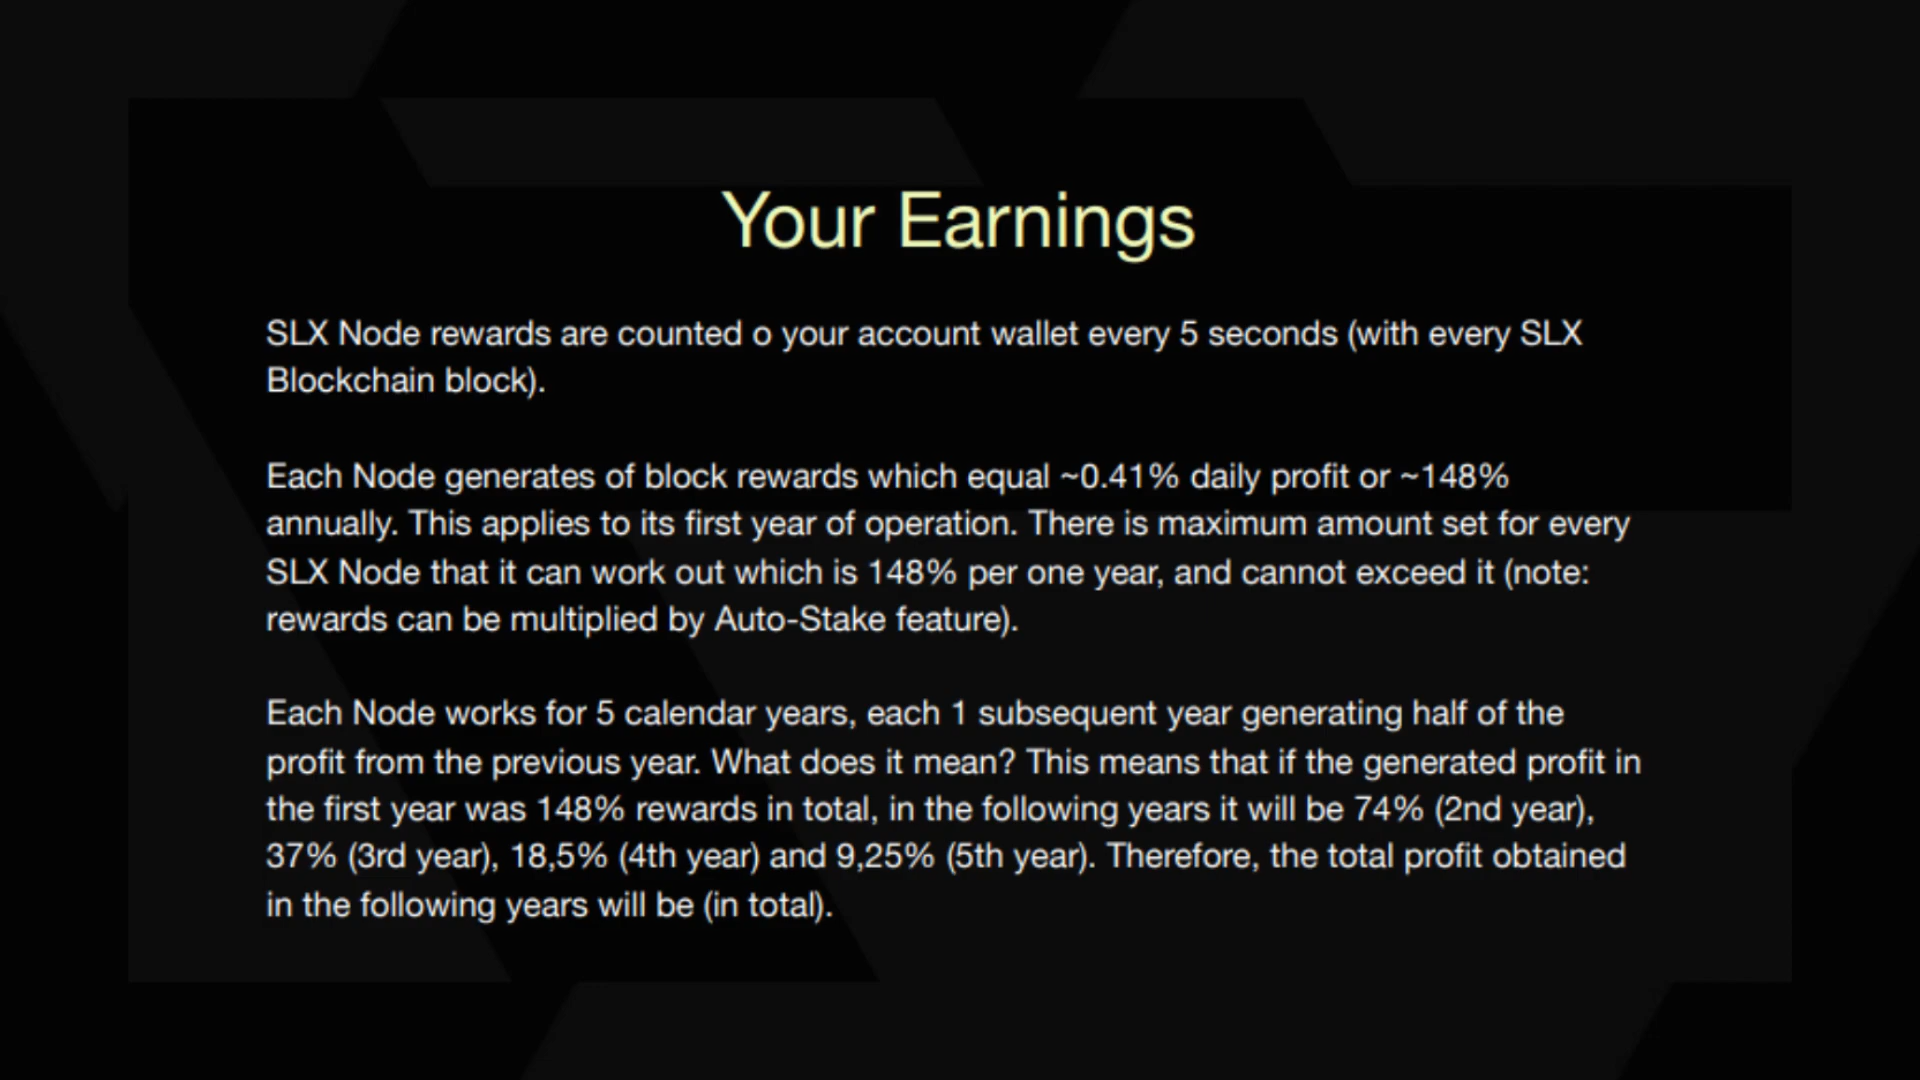 Your Earnings
SLX Node rewards are counted o your account wallet every 5 seconds (with every SLX
Blockchain block).
Each Node generates of block rewards which equal ~0.41% daily profit or ~148%
annually. This applies to its first year of operation. There is maximum amount set for every
SLX Node that it can work out which is 148% per one year, and cannot exceed it (note:
rewards can be multiplied by Auto-Stake feature).
Each Node works for 5 calendar years, each 1 subsequent year generating half of the
profit from the previous year. What does it mean? This means that if the generated profit in
the first year was 148% rewards in total, in the following years it will be 74% (2nd year),
37% (3rd year), 18,5% (4th year) and 9,25% (5th year). Therefore, the total profit obtained
in the following years will be (in total).